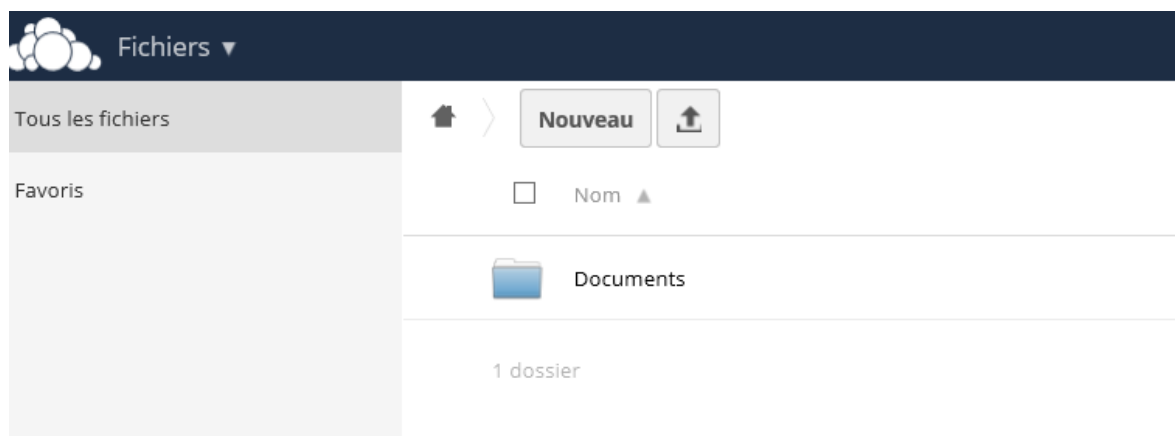 Fichiers ▼
Tous les fichiers
Nouveau
Favoris
Nom ▲
Documents
1 dossier